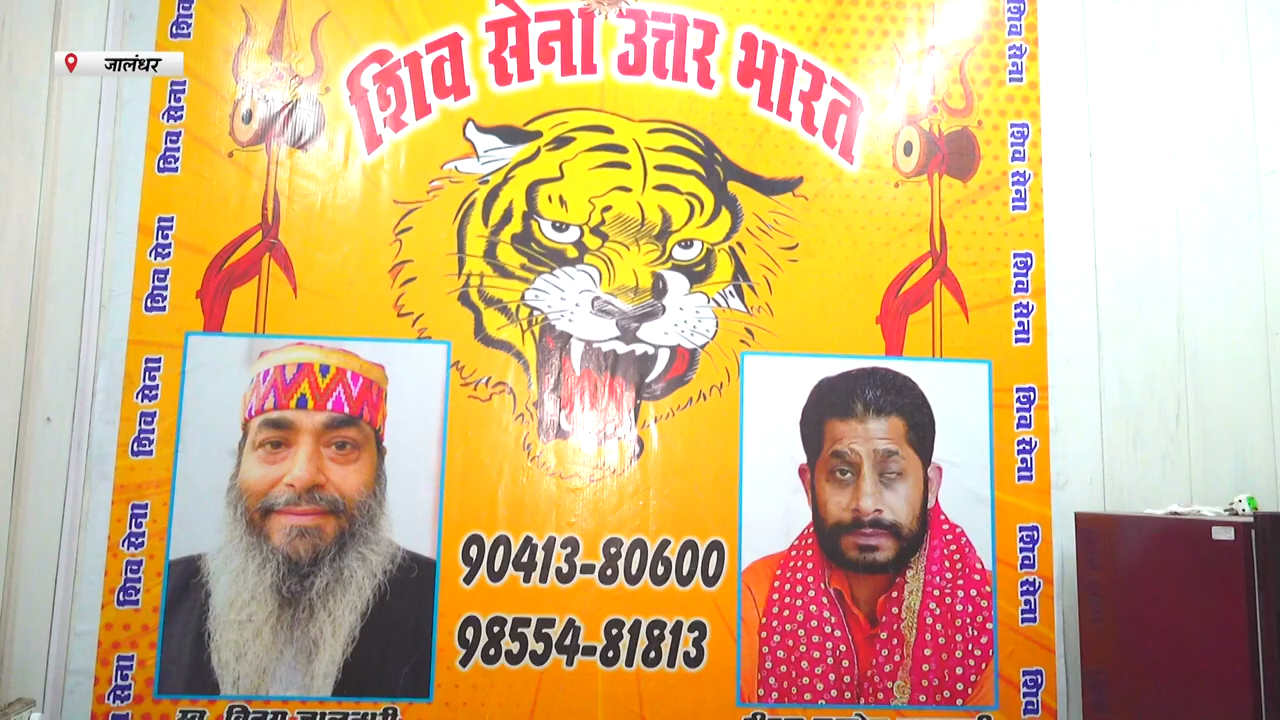 जालंधर
शिव सेना उत्तर भारत
शिव सेना
शिव सेना
शिव सेना
शिव सेना
शिव सेना
शिव सेना
शिव सेना
शिव सेना
शिव सेना
शिव सेना
शिव सेना
शिव
90413-80600
98554-81813